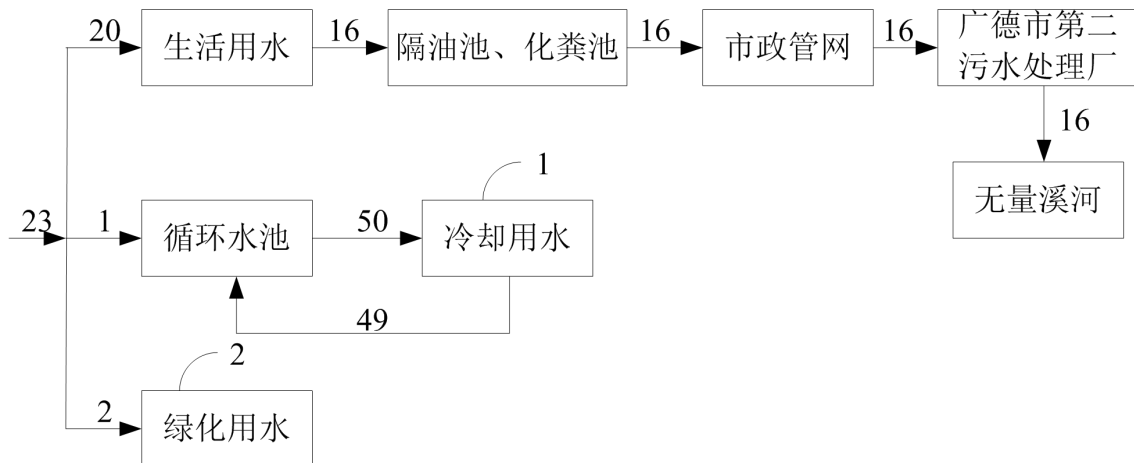 20
生活用水
16
隔油池、化粪池
16
市政管网
16
广德市第二
污水处理厂
16
无量溪河
23
1
循环水池
50
冷却用水
1
49
2
绿化用水
2